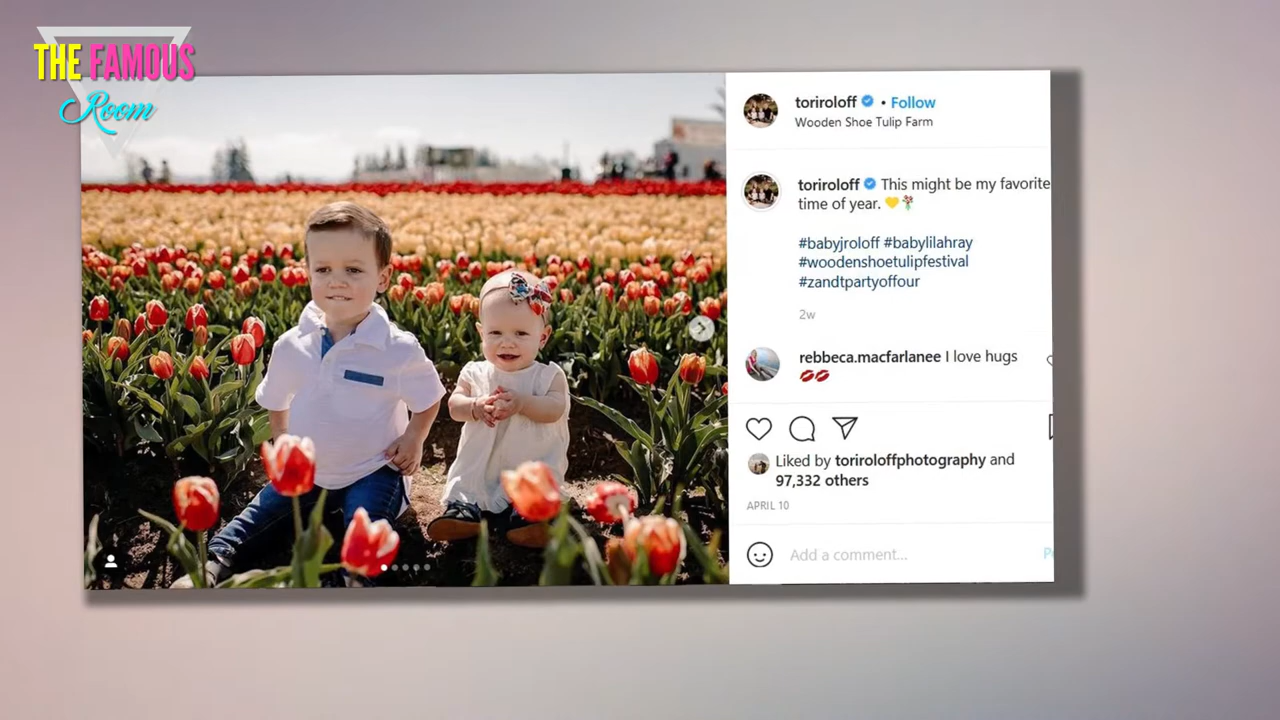 THE FAMOUS
Room
toriroloff • Follow
Wooden Shoe Tulip Farm
toriroloff This might be my favorite
time of year. 💛💐
#babyjroloff #babylilahray
#woodenshoetulipfestival
#zandtpartyoffour
2w
rebbeca.macfarlanee I love hugs
💋💋
Liked by toriroloffphotography and
97,332 others
APRIL 10
Add a comment...